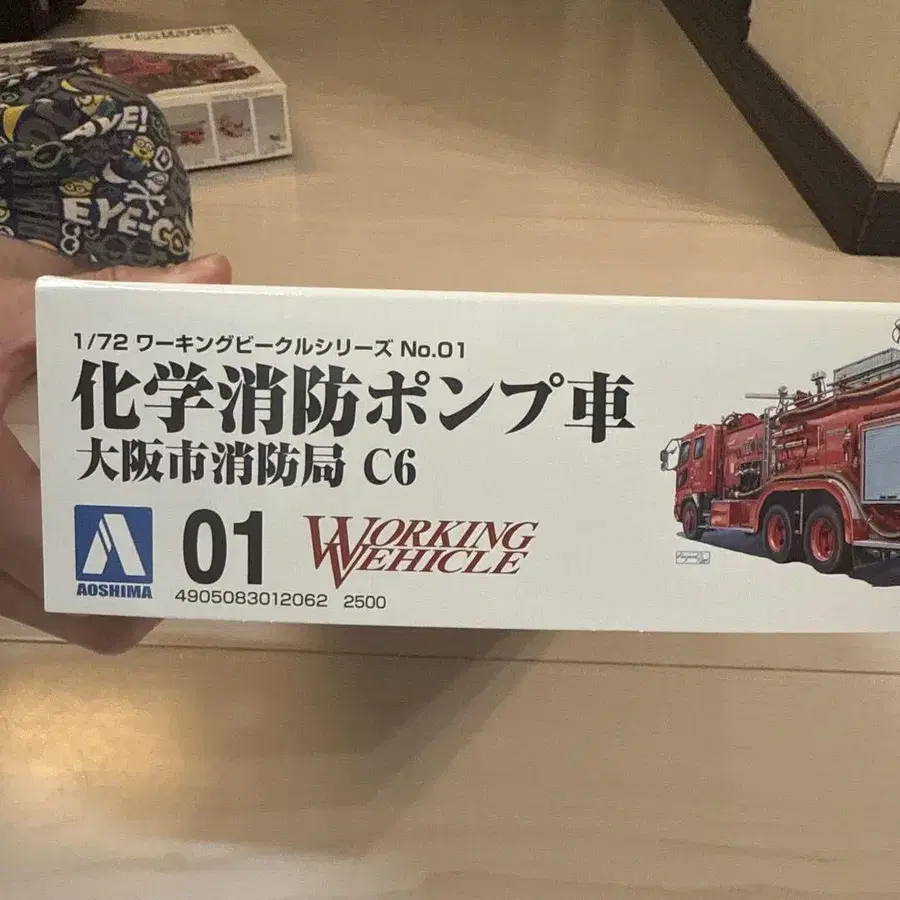 BYE!
EYE-CO
1/72 ワーキングビークルシリーズ No.01
化学消防ポンプ車
大阪市消防局 C6
AOSHIMA
01
WORKING
VEHICLE
4905083012062 2500